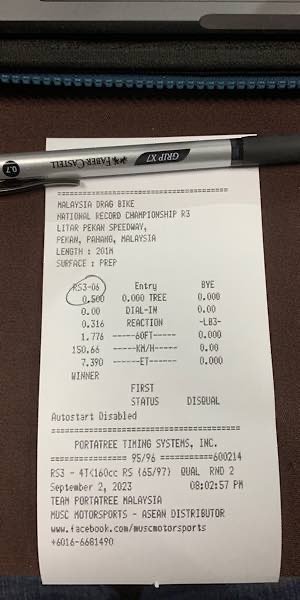 GRIP X7
FABER-CASTELL
0.7
MALAYSIA DRAG BIKE
NATIONAL RECORD CHAMPIONSHIP R3
LITAR PEKAN SPEEDWAY,
PEKAN, PAHANG, MALAYSIA
LENGTH : 201M
SURFACE : PREP
RS3-06 Entry BYE
0.500 0.000 TREE 0.000
0.00 DIAL-IN 0.00
0.316 REACTION -LB3-
1.776 -----60FT----- 0.000
150.66 -----KM/H----- 0.00
7.390 ------ET------ 0.000
WINNER
FIRST
STATUS DISQUAL
Autostart Disabled
PORTATREE TIMING SYSTEMS, INC.
============= 95/96 ===========600214
RS3 - 4T<160cc RS (65/97) QUAL RND 2
September 2, 2023 08:02:57 PM
TEAM PORTATREE MALAYSIA
MUSC MOTORSPORTS - ASEAN DISTRIBUTOR
www.facebook.com/muscmotorsports
+6016-6681490